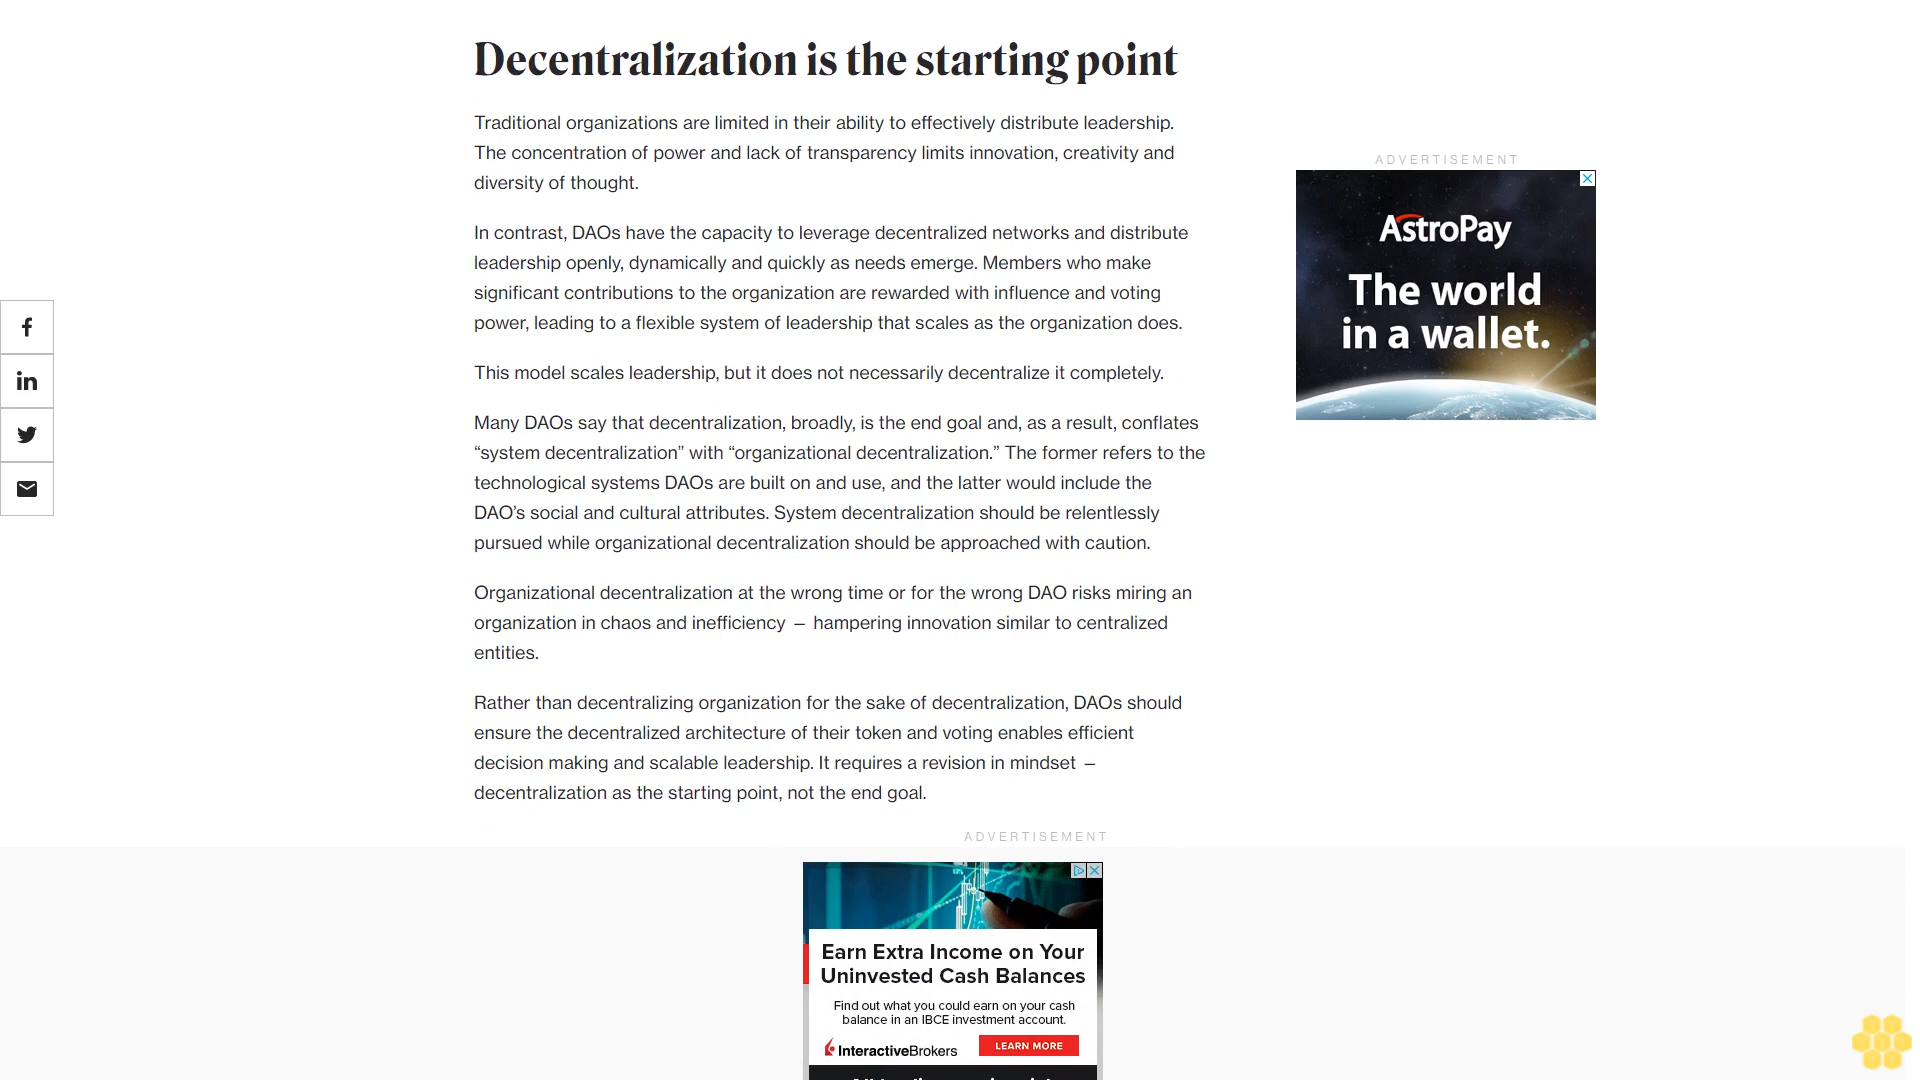 Decentralization is the starting point
Traditional organizations are limited in their ability to effectively distribute leadership.
The concentration of power and lack of transparency limits innovation, creativity and
diversity of thought.
In contrast, DAOs have the capacity to leverage decentralized networks and distribute
leadership openly, dynamically and quickly as needs emerge. Members who make
significant contributions to the organization are rewarded with influence and voting
power, leading to a flexible system of leadership that scales as the organization does.
This model scales leadership, but it does not necessarily decentralize it completely.
Many DAOs say that decentralization, broadly, is the end goal and, as a result, conflates
“system decentralization” with “organizational decentralization.” The former refers to the
technological systems DAOs are built on and use, and the latter would include the
DAO’s social and cultural attributes. System decentralization should be relentlessly
pursued while organizational decentralization should be approached with caution.
Organizational decentralization at the wrong time or for the wrong DAO risks miring an
organization in chaos and inefficiency — hampering innovation similar to centralized
entities.
Rather than decentralizing organization for the sake of decentralization, DAOs should
ensure the decentralized architecture of their token and voting enables efficient
decision making and scalable leadership. It requires a revision in mindset —
decentralization as the starting point, not the end goal.
ADVERTISEMENT
AstroPay
The world
in a wallet.
ADVERTISEMENT
Earn Extra Income on Your
Uninvested Cash Balances
Find out what you could earn on your cash
balance in an IBCE investment account.
InteractiveBrokers
LEARN MORE